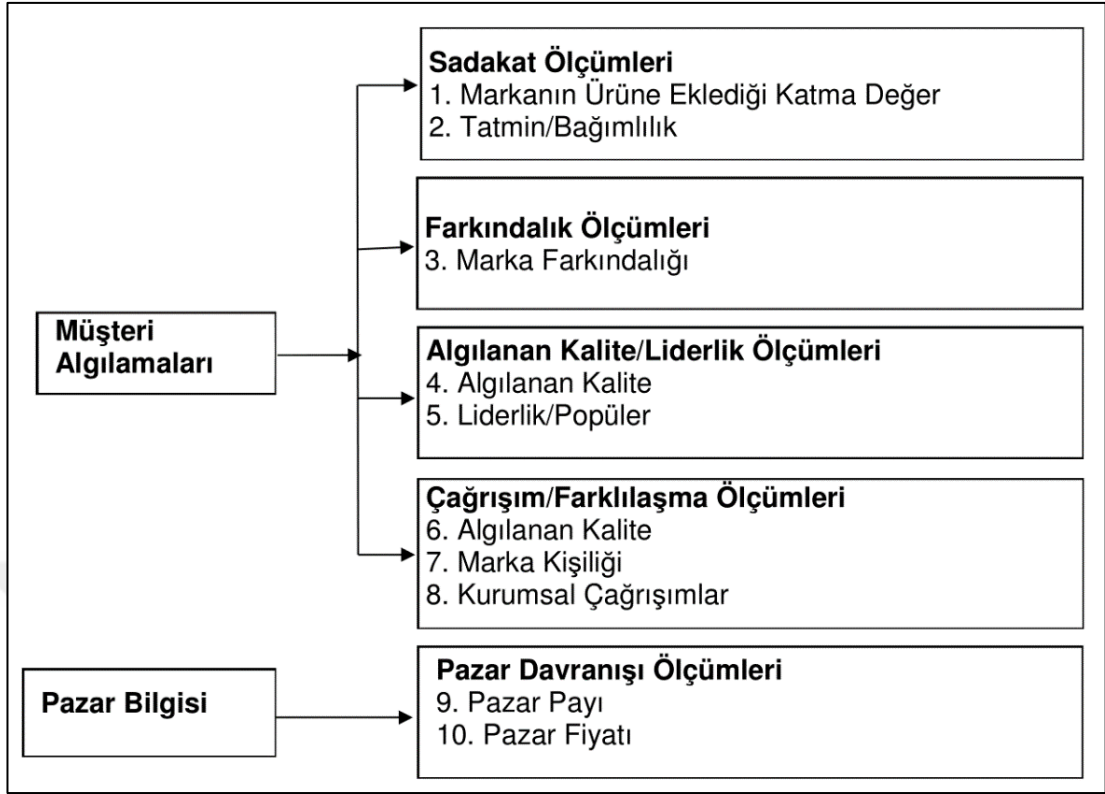 Sadakat Ölçümleri
1. Markanın Ürüne Eklediği Katma Değer
2. Tatmin/Bağımlılık
Farkındalık Ölçümleri
3. Marka Farkındalığı
Müşteri
Algılamaları
Algılanan Kalite/Liderlik Ölçümleri
4. Algılanan Kalite
5. Liderlik/Popüler
Çağrışım/Farklılaşma Ölçümleri
6. Algılanan Kalite
7. Marka Kişiliği
8. Kurumsal Çağrışımlar
Pazar Bilgisi
Pazar Davranışı Ölçümleri
9. Pazar Payı
10. Pazar Fiyatı